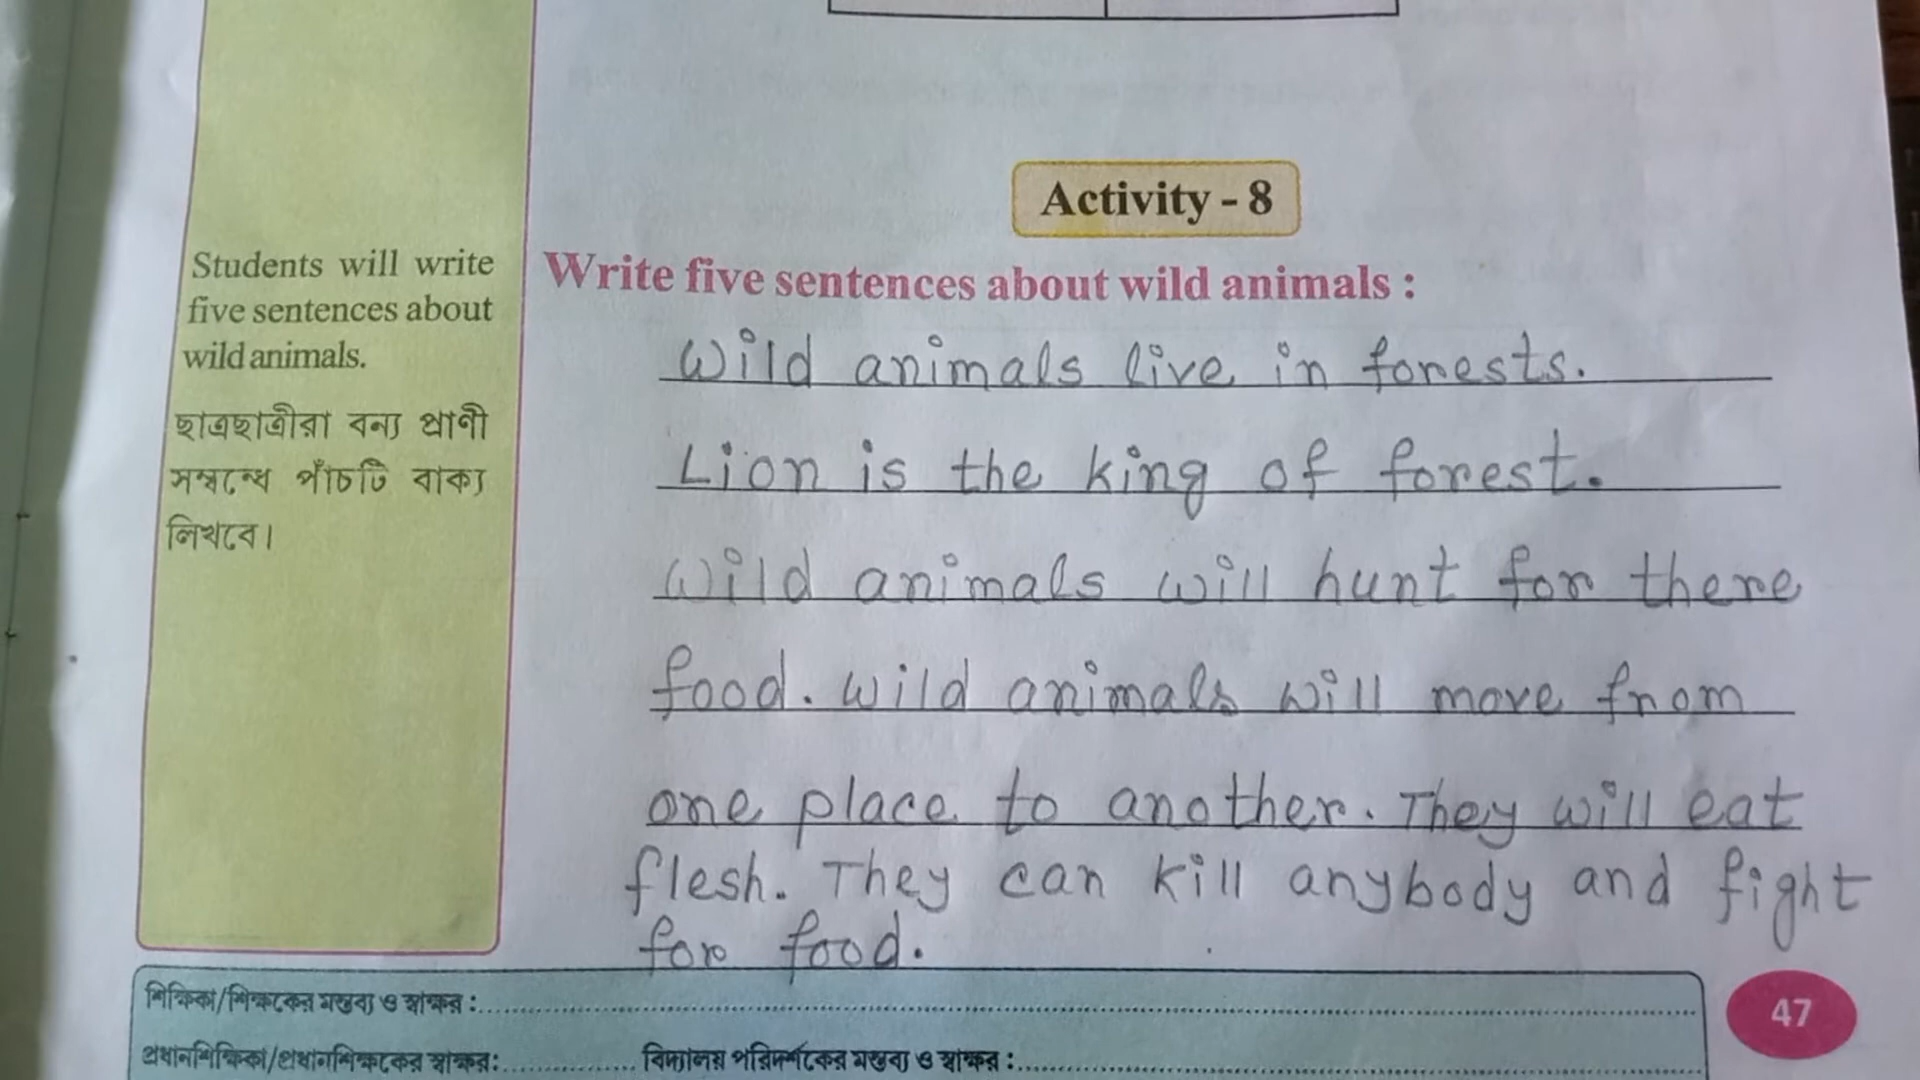 Activity - 8
Students will write
five sentences about
wild animals.
ছাত্রছাত্রীরা বন্য প্রাণী
সম্বন্ধে পাঁচটি বাক্য
লিখবে।
Write five sentences about wild animals :
Wild animals live in forests.
Lion is the king of forest.
Wild animals will hunt for there
food. Wild animals will move from
one place to another. They will eat
flesh. They can kill anybody and fight
for food.
শিক্ষিকা/শিক্ষকের মন্তব্য ও স্বাক্ষর :
প্রধানশিক্ষিকা/প্রধানশিক্ষকের স্বাক্ষর: বিদ্যালয় পরিদর্শকের মন্তব্য ও স্বাক্ষর :
47